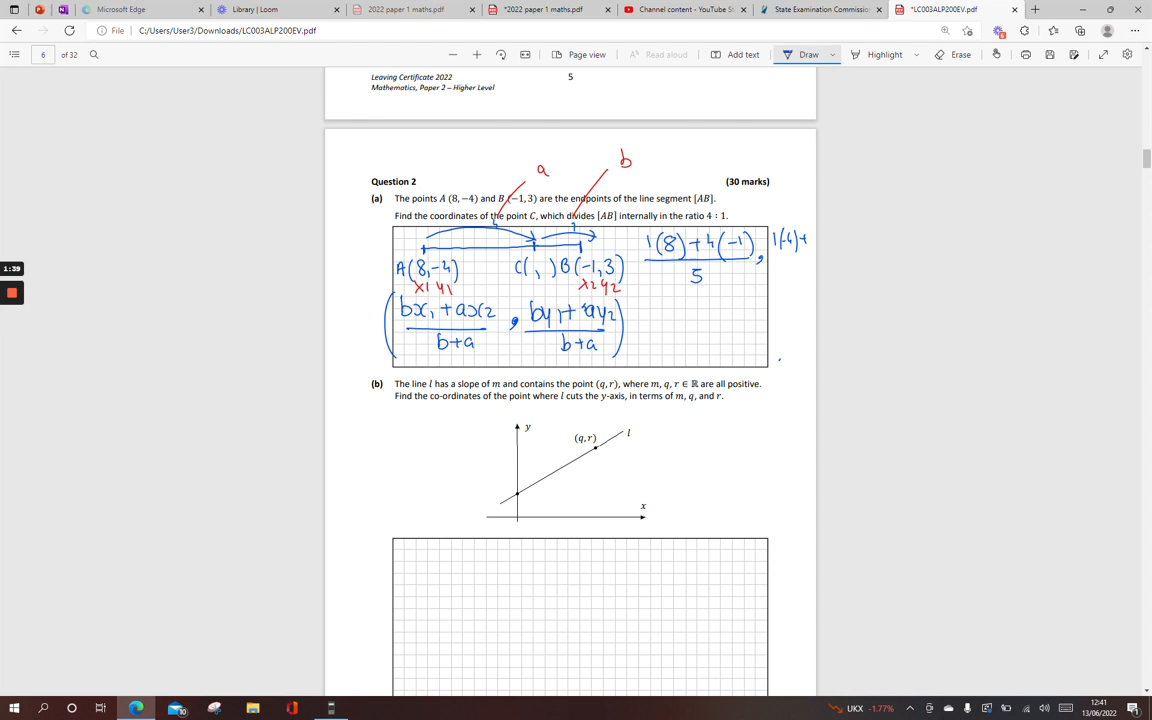 Microsoft Edge
Library | Loom
2022 paper 1 maths.pdf
*2022 paper 1 maths.pdf
Channel content - YouTube St
State Examination Commissio
*LC003ALP200EV.pdf
File
C:/Users/User3/Downloads/LC003ALP200EV.pdf
6
of 32
Page view
Read aloud
Add text
Draw
Highlight
Erase
Leaving Certificate 2022
5
Mathematics, Paper 2 – Higher Level
a
b
Question 2
(30 marks)
(a) The points A (8, −4) and B (−1, 3) are the endpoints of the line segment [AB].
Find the coordinates of the point C, which divides [AB] internally in the ratio 4 : 1.
4
1
1(8)+4(-1) , 1(-4)+
5
A(8,-4) C( , ) B(-1,3)
x1 y1 x2 y2
(bx₁+ax₂ , by₁+ay₂)
b+a b+a
1:39
(b) The line l has a slope of m and contains the point (q, r), where m, q, r ∈ ℝ are all positive.
Find the co-ordinates of the point where l cuts the y-axis, in terms of m, q, and r.
y
(q, r)
l
x
UKX -1.77%
12:41
13/06/2022